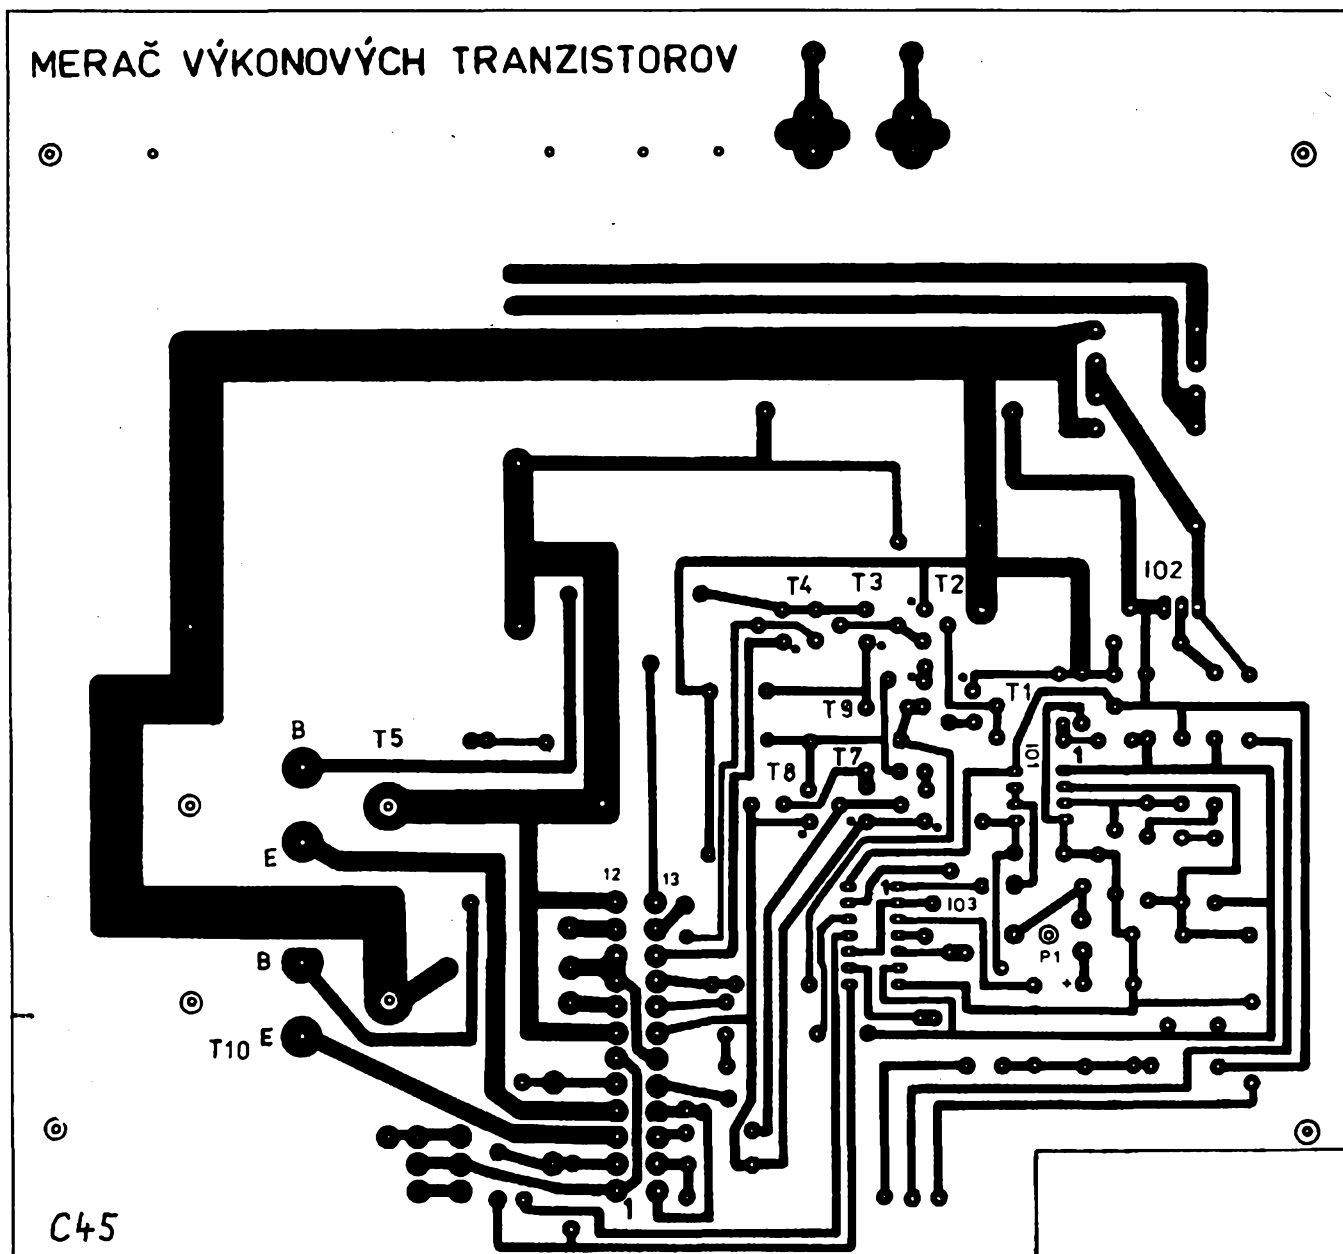 MERAČ VÝKONOVÝCH TRANZISTOROV
IO2
T4 T3 T2
T1
T9
B T5
IO1 1
T8 T7
E
12 13
1 IO3
B
P1
+
T10 E
1
C45